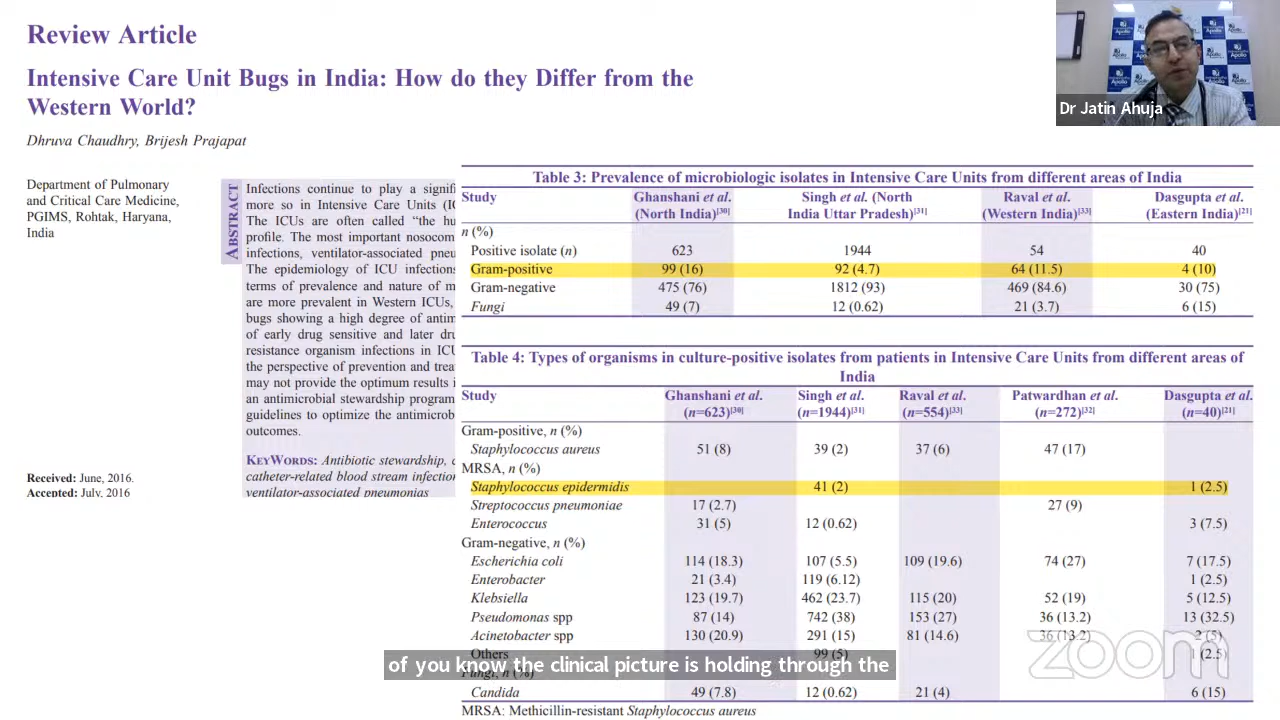 Review Article
Intensive Care Unit Bugs in India: How do they Differ from the
Western World?
Dhruva Chaudhry, Brijesh Prajapat
Department of Pulmonary
and Critical Care Medicine,
PGIMS, Rohtak, Haryana,
India
Received: June, 2016.
Accepted: July, 2016
ABSTRACT
Infections continue to play a signif
more so in Intensive Care Units (IC
The ICUs are often called “the hu
profile. The most important nosocom
infections, ventilator-associated pneu
The epidemiology of ICU infections
terms of prevalence and nature of m
are more prevalent in Western ICUs,
bugs showing a high degree of antim
of early drug sensitive and later dru
resistance organism infections in ICU
the perspective of prevention and trea
may not provide the optimum results i
an antimicrobial stewardship program
guidelines to optimize the antimicrob
outcomes.
KEYWORDS: Antibiotic stewardship, c
catheter-related blood stream infection
ventilator-associated pneumonias
Table 3: Prevalence of microbiologic isolates in Intensive Care Units from different areas of India
Study Ghanshani et al. (North India)[30] Singh et al. (North India Uttar Pradesh)[31] Raval et al. (Western India)[33] Dasgupta et al. (Eastern India)[21]
n (%)
Positive isolate (n) 623 1944 54 40
Gram-positive 99 (16) 92 (4.7) 64 (11.5) 4 (10)
Gram-negative 475 (76) 1812 (93) 469 (84.6) 30 (75)
Fungi 49 (7) 12 (0.62) 21 (3.7) 6 (15)
Table 4: Types of organisms in culture-positive isolates from patients in Intensive Care Units from different areas of
India
Study Ghanshani et al. (n=623)[30] Singh et al. (n=1944)[31] Raval et al. (n=554)[33] Patwardhan et al. (n=272)[32] Dasgupta et al. (n=40)[21]
Gram-positive, n (%)
Staphylococcus aureus 51 (8) 39 (2) 37 (6) 47 (17)
MRSA, n (%)
Staphylococcus epidermidis 41 (2) 1 (2.5)
Streptococcus pneumoniae 17 (2.7) 27 (9)
Enterococcus 31 (5) 12 (0.62) 3 (7.5)
Gram-negative, n (%)
Escherichia coli 114 (18.3) 107 (5.5) 109 (19.6) 74 (27) 7 (17.5)
Enterobacter 21 (3.4) 119 (6.12) 1 (2.5)
Klebsiella 123 (19.7) 462 (23.7) 115 (20) 52 (19) 5 (12.5)
Pseudomonas spp 87 (14) 742 (38) 153 (27) 36 (13.2) 13 (32.5)
Acinetobacter spp 130 (20.9) 291 (15) 81 (14.6) 36 (13.2) 2 (5)
Others 99 (5) 1 (2.5)
Fungi, n (%)
Candida 49 (7.8) 12 (0.62) 21 (4) 6 (15)
MRSA: Methicillin-resistant Staphylococcus aureus
Dr Jatin Ahuja
of you know the clinical picture is holding through the
zoom